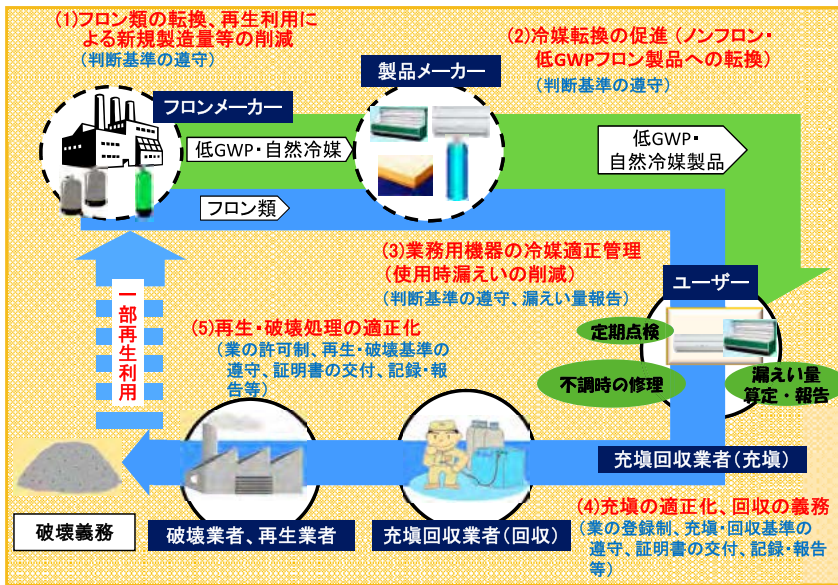 (1)フロン類の転換、再生利用に
よる新規製造量等の削減
(判断基準の遵守)
(2)冷媒転換の促進(ノンフロン・
低GWPフロン製品への転換)
(判断基準の遵守)
フロンメーカー
製品メーカー
低GWP・自然冷媒
低GWP・
自然冷媒製品
フロン類
(3)業務用機器の冷媒適正管理
(使用時漏えいの削減)
(判断基準の遵守、漏えい量報告)
ユーザー
定期点検
不調時の修理
漏えい量
算定・報告
一部再生利用
(5)再生・破壊処理の適正化
(業の許可制、再生・破壊基準の
遵守、証明書の交付、記録・報
告等)
充塡回収業者(充塡)
(4)充塡の適正化、回収の義務
(業の登録制、充塡・回収基準の
遵守、証明書の交付、記録・報告
等)
破壊義務
破壊業者、再生業者
充塡回収業者(回収)